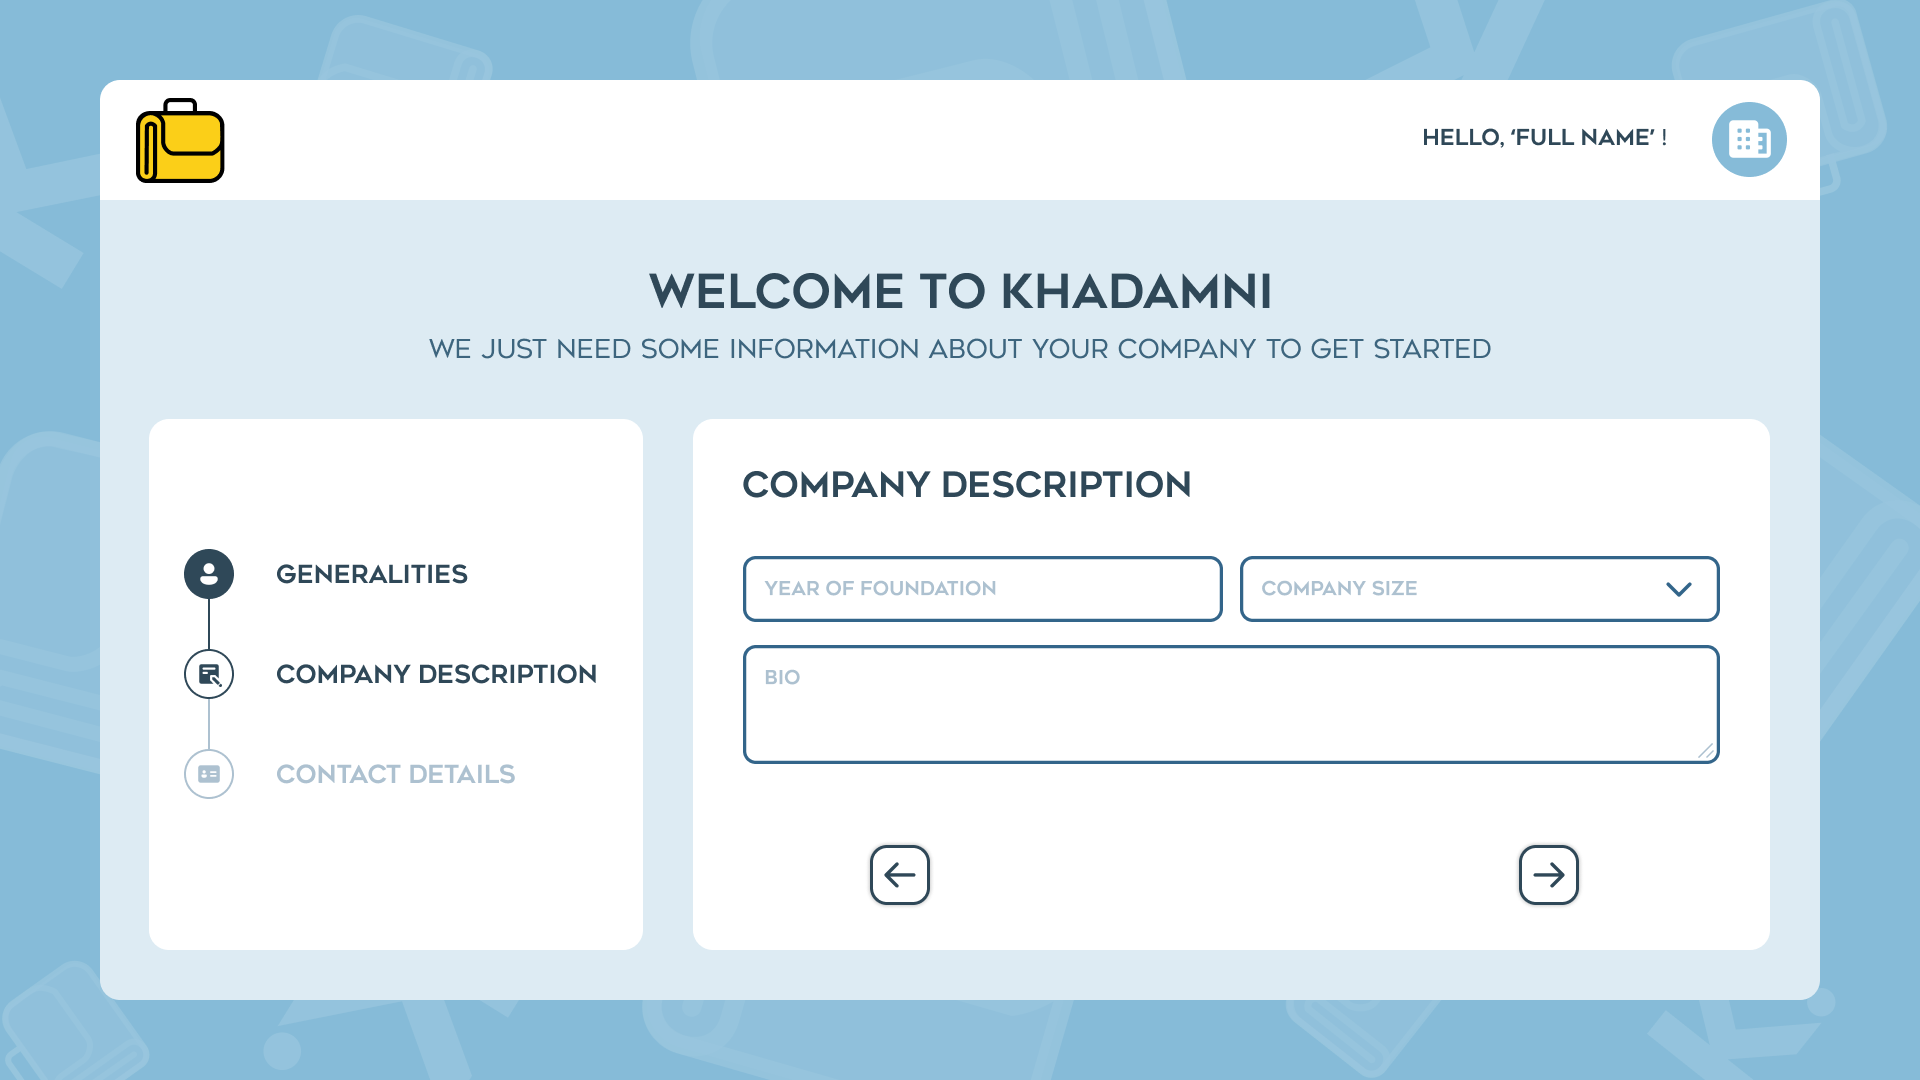 HELLO, ‘FULL NAME’ !
WELCOME TO KHADAMNI
WE JUST NEED SOME INFORMATION ABOUT YOUR COMPANY TO GET STARTED
GENERALITIES
COMPANY DESCRIPTION
CONTACT DETAILS
COMPANY DESCRIPTION
YEAR OF FOUNDATION
COMPANY SIZE
BIO